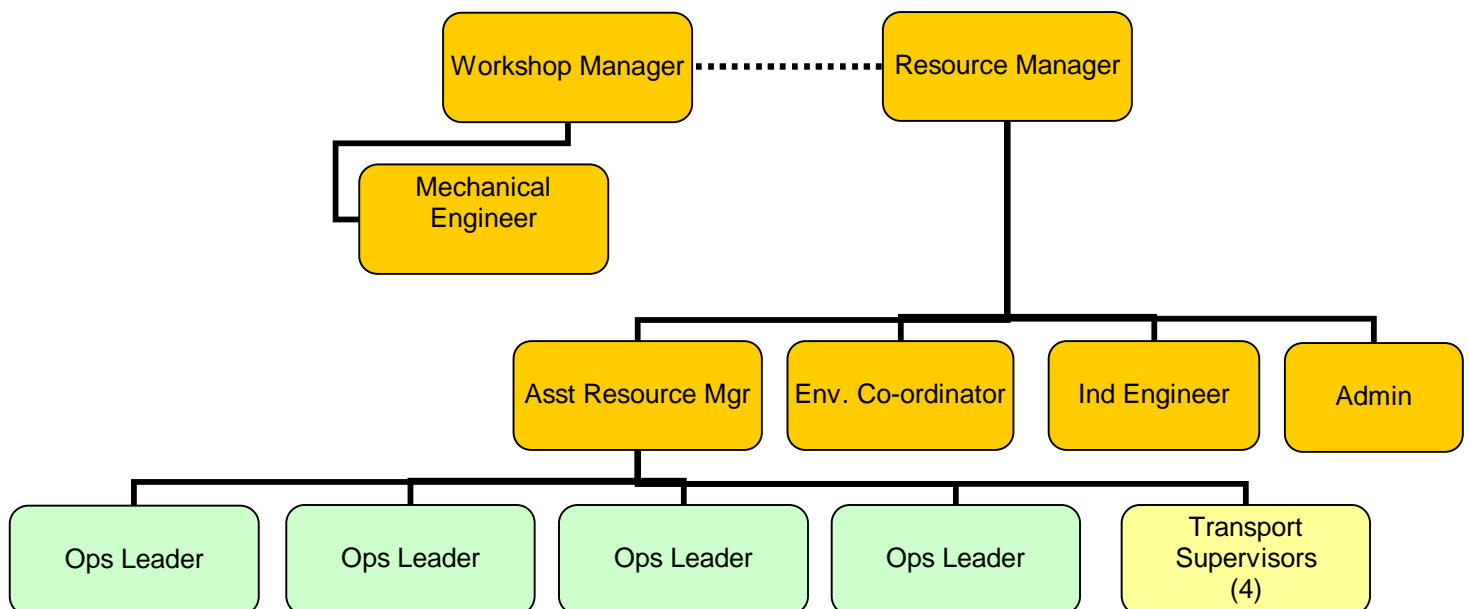 Workshop Manager
Resource Manager
Mechanical
Engineer
Asst Resource Mgr
Env. Co-ordinator
Ind Engineer
Admin
Ops Leader
Ops Leader
Ops Leader
Ops Leader
Transport
Supervisors
(4)